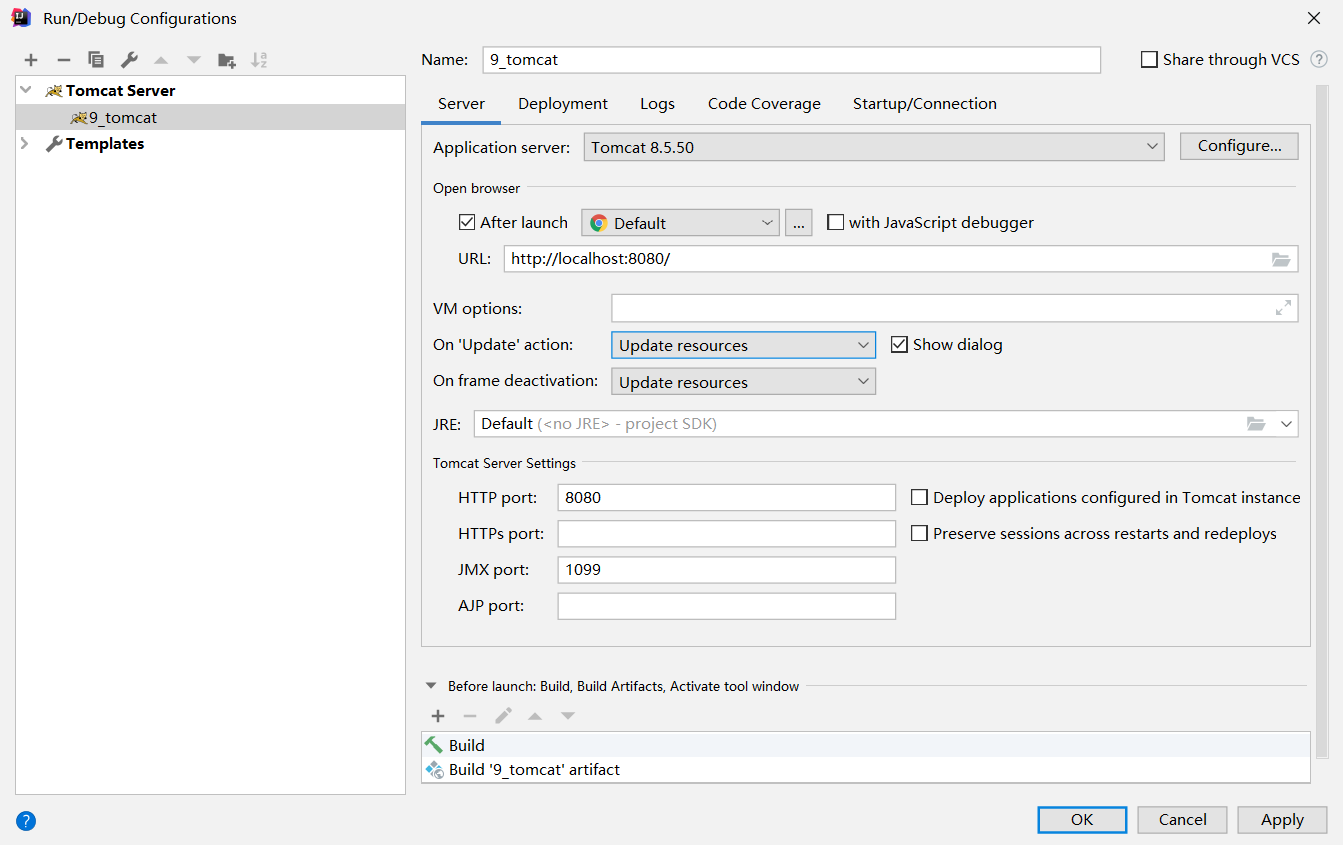 Run/Debug Configurations
Name: 9_tomcat Share through VCS ?
Tomcat Server
9_tomcat
Templates
Server Deployment Logs Code Coverage Startup/Connection
Application server: Tomcat 8.5.50 Configure...
Open browser
After launch Default ... with JavaScript debugger
URL: http://localhost:8080/
VM options:
On 'Update' action: Update resources Show dialog
On frame deactivation: Update resources
JRE: Default (<no JRE> - project SDK)
Tomcat Server Settings
HTTP port: 8080 Deploy applications configured in Tomcat instance
HTTPs port: Preserve sessions across restarts and redeploys
JMX port: 1099
AJP port:
Before launch: Build, Build Artifacts, Activate tool window
Build
Build '9_tomcat' artifact
? OK Cancel Apply